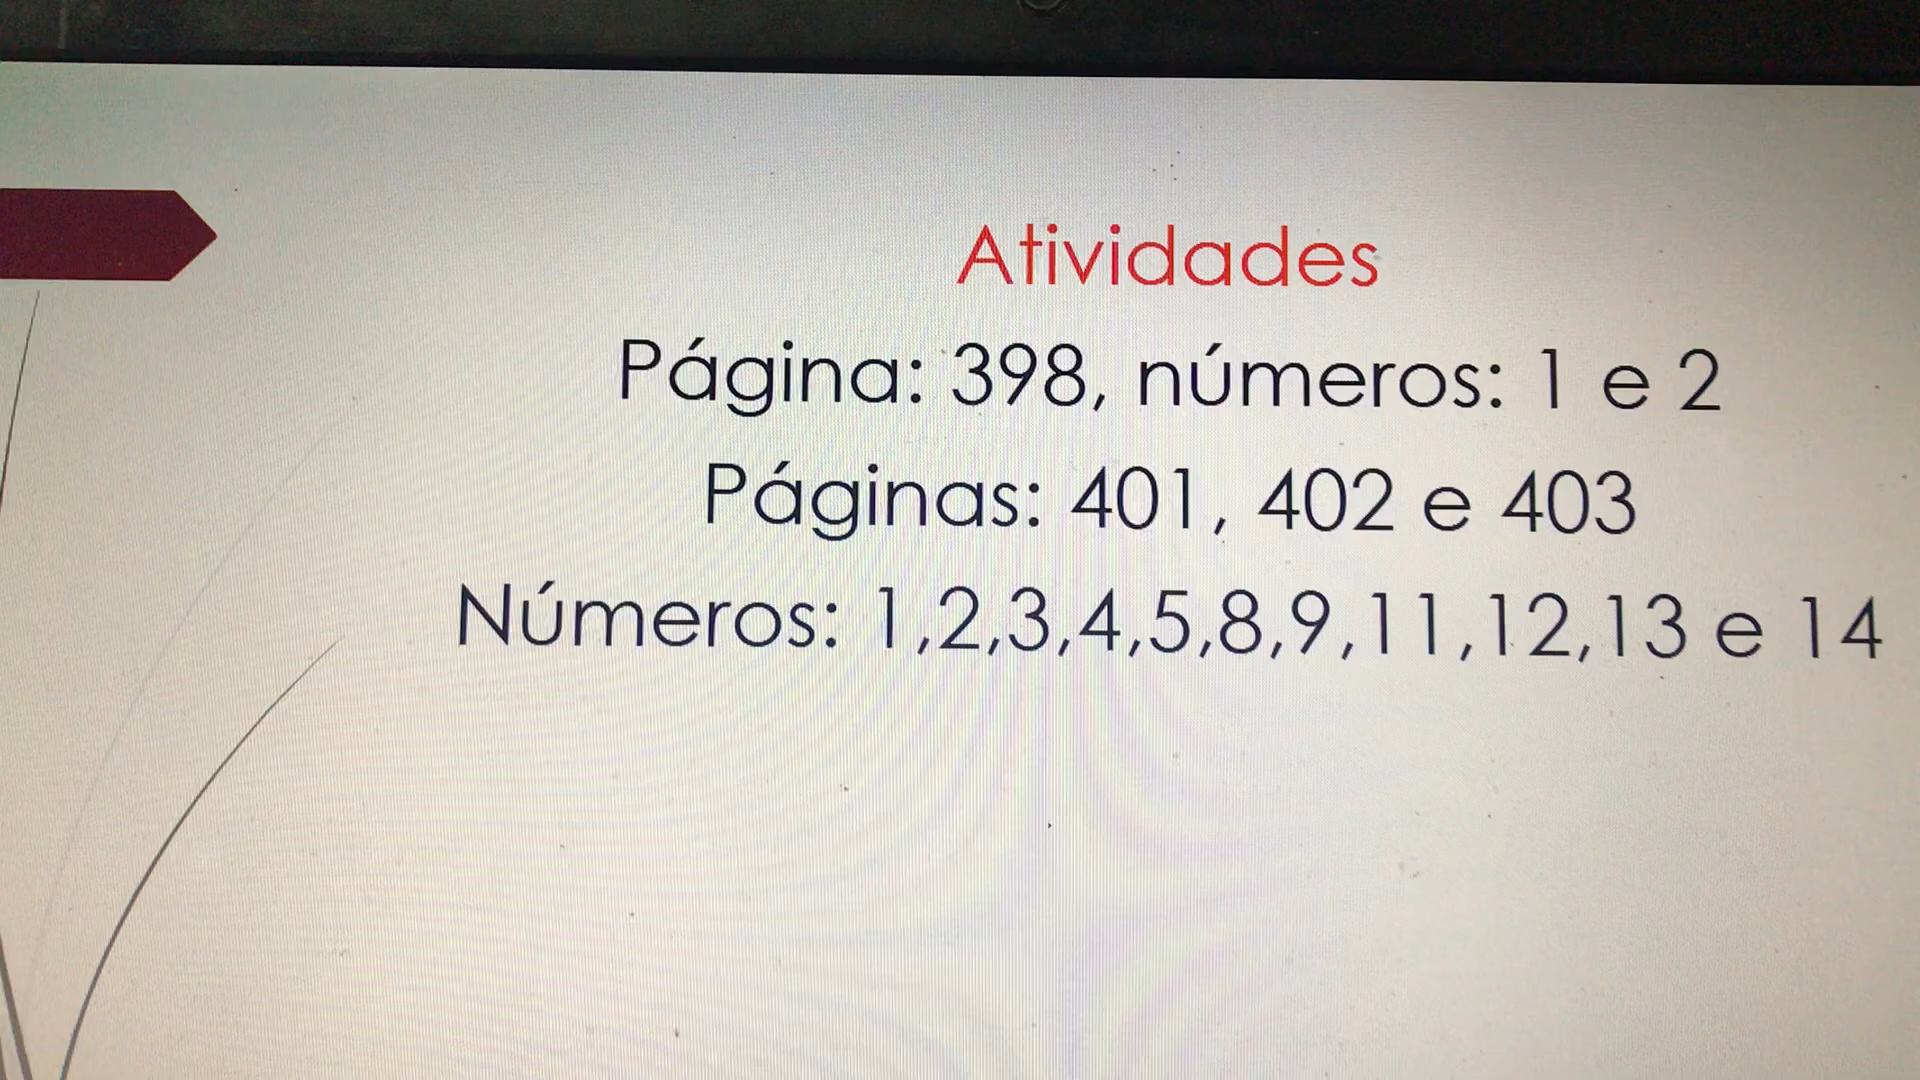 Atividades
Página: 398, números: 1 e 2
Páginas: 401, 402 e 403
Números: 1,2,3,4,5,8,9,11,12,13 e 14